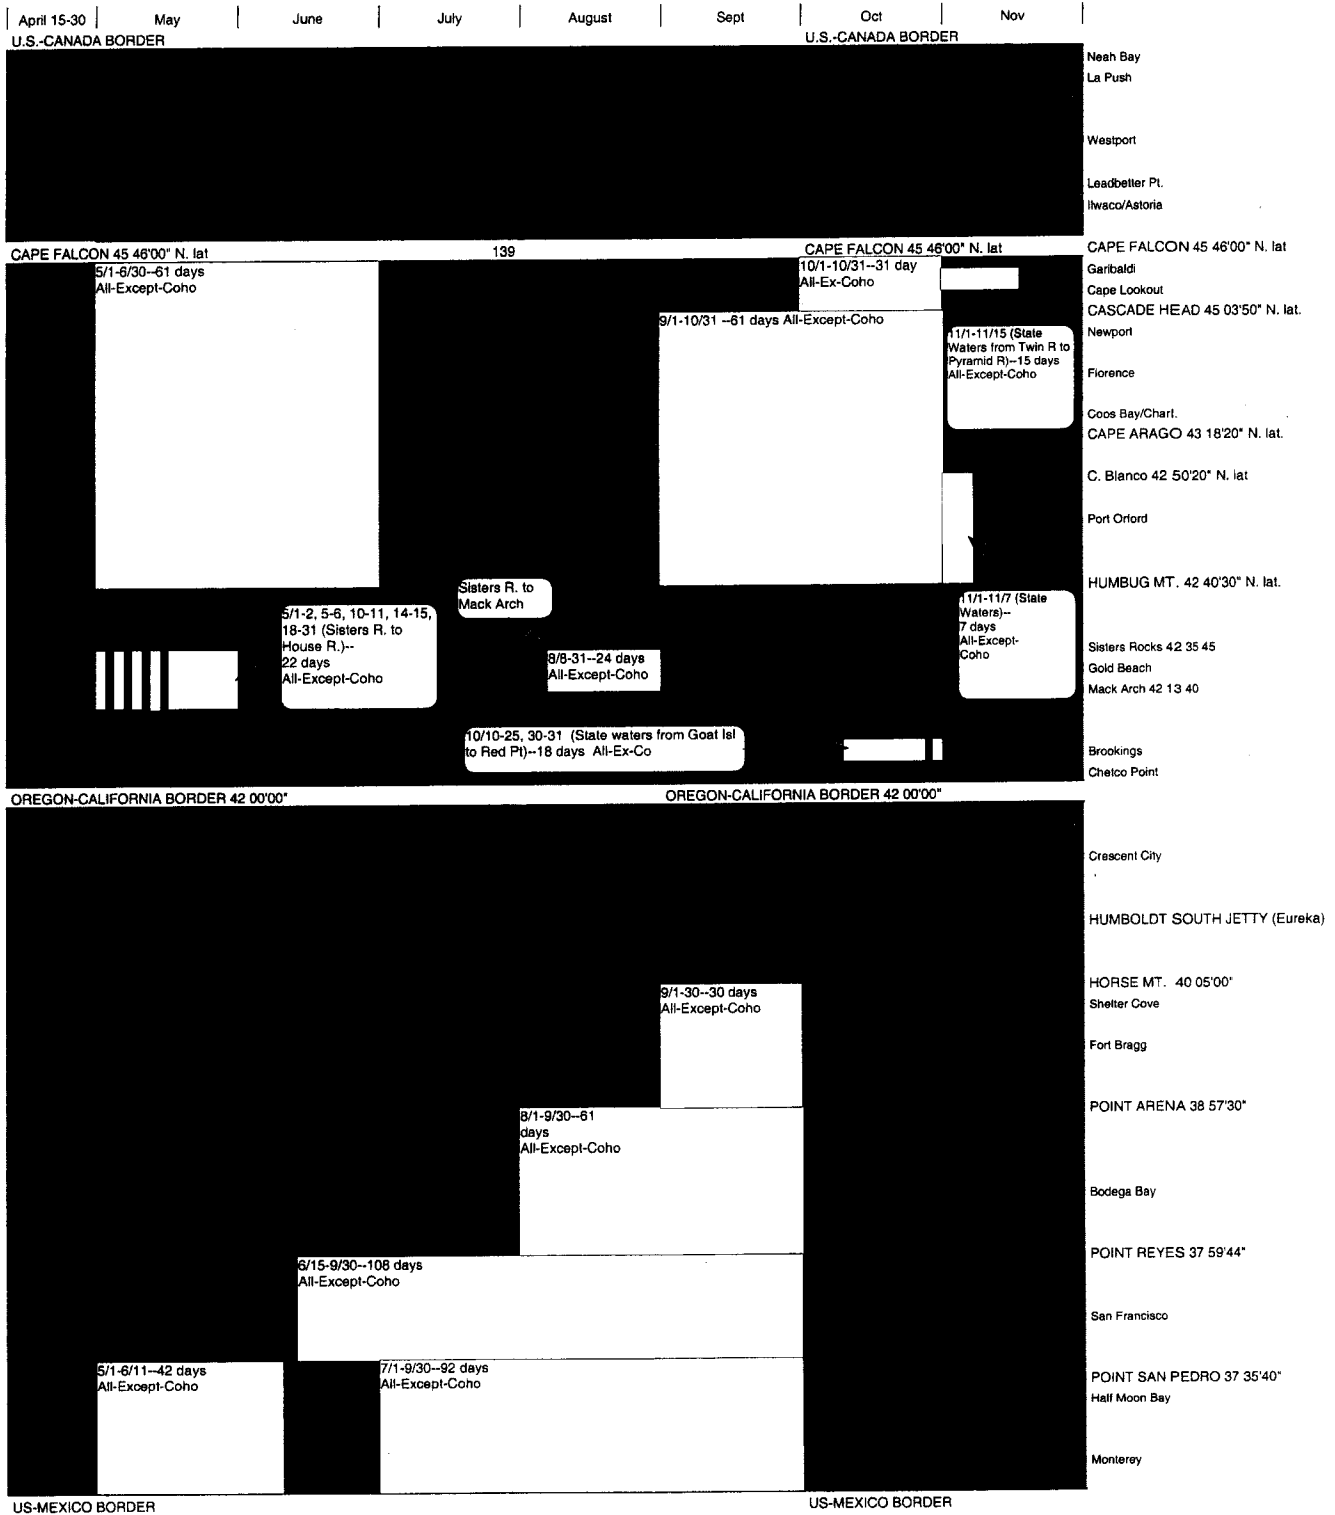 April 15-30 May June July August Sept Oct Nov
U.S.-CANADA BORDER U.S.-CANADA BORDER
Neah Bay
La Push
Westport
Leadbetter Pt.
Ilwaco/Astoria
CAPE FALCON 45 46'00" N. lat 139 CAPE FALCON 45 46'00" N. lat CAPE FALCON 45 46'00" N. lat
5/1-6/30--61 days
All-Except-Coho
10/1-10/31--31 day
All-Ex-Coho
Garibaldi
Cape Lookout
CASCADE HEAD 45 03'50" N. lat.
9/1-10/31 --61 days All-Except-Coho
Newport
11/1-11/15 (State
Waters from Twin R to
Pyramid R)--15 days
All-Except-Coho
Florence
Coos Bay/Charl.
CAPE ARAGO 43 18'20" N. lat.
C. Blanco 42 50'20" N. lat
Port Orford
HUMBUG MT. 42 40'30" N. lat.
Sisters R. to
Mack Arch
5/1-2, 5-6, 10-11, 14-15,
18-31 (Sisters R. to
House R.)--
22 days
All-Except-Coho
11/1-11/7 (State
Waters)--
7 days
All-Except-
Coho
8/8-31--24 days
All-Except-Coho
Sisters Rocks 42 35 45
Gold Beach
Mack Arch 42 13 40
10/10-25, 30-31 (State waters from Goat Isl
to Red Pt)--18 days All-Ex-Co
Brookings
Chetco Point
OREGON-CALIFORNIA BORDER 42 00'00" OREGON-CALIFORNIA BORDER 42 00'00"
Crescent City
HUMBOLDT SOUTH JETTY (Eureka)
HORSE MT. 40 05'00"
9/1-30--30 days
All-Except-Coho
Shelter Cove
Fort Bragg
POINT ARENA 38 57'30"
8/1-9/30--61
days
All-Except-Coho
Bodega Bay
POINT REYES 37 59'44"
6/15-9/30--108 days
All-Except-Coho
San Francisco
5/1-6/11--42 days
All-Except-Coho
7/1-9/30--92 days
All-Except-Coho
POINT SAN PEDRO 37 35'40"
Half Moon Bay
Monterey
US-MEXICO BORDER US-MEXICO BORDER